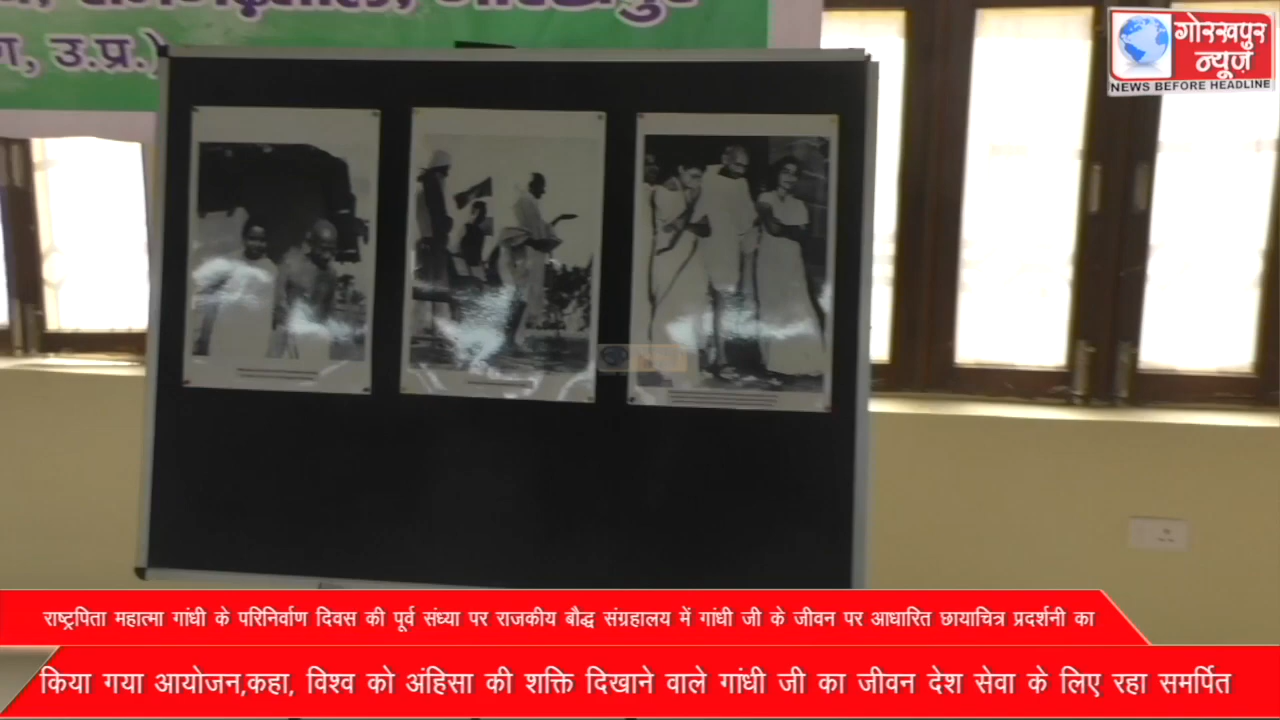 उ.प्र.)
गोरखपुर
न्यूज़
NEWS BEFORE HEADLINE
राष्ट्रपिता महात्मा गांधी के परिनिर्वाण दिवस की पूर्व संध्या पर राजकीय बौद्ध संग्रहालय में गांधी जी के जीवन पर आधारित छायाचित्र प्रदर्शनी का
किया गया आयोजन,कहा, विश्व को अंहिसा की शक्ति दिखाने वाले गांधी जी का जीवन देश सेवा के लिए रहा समर्पित